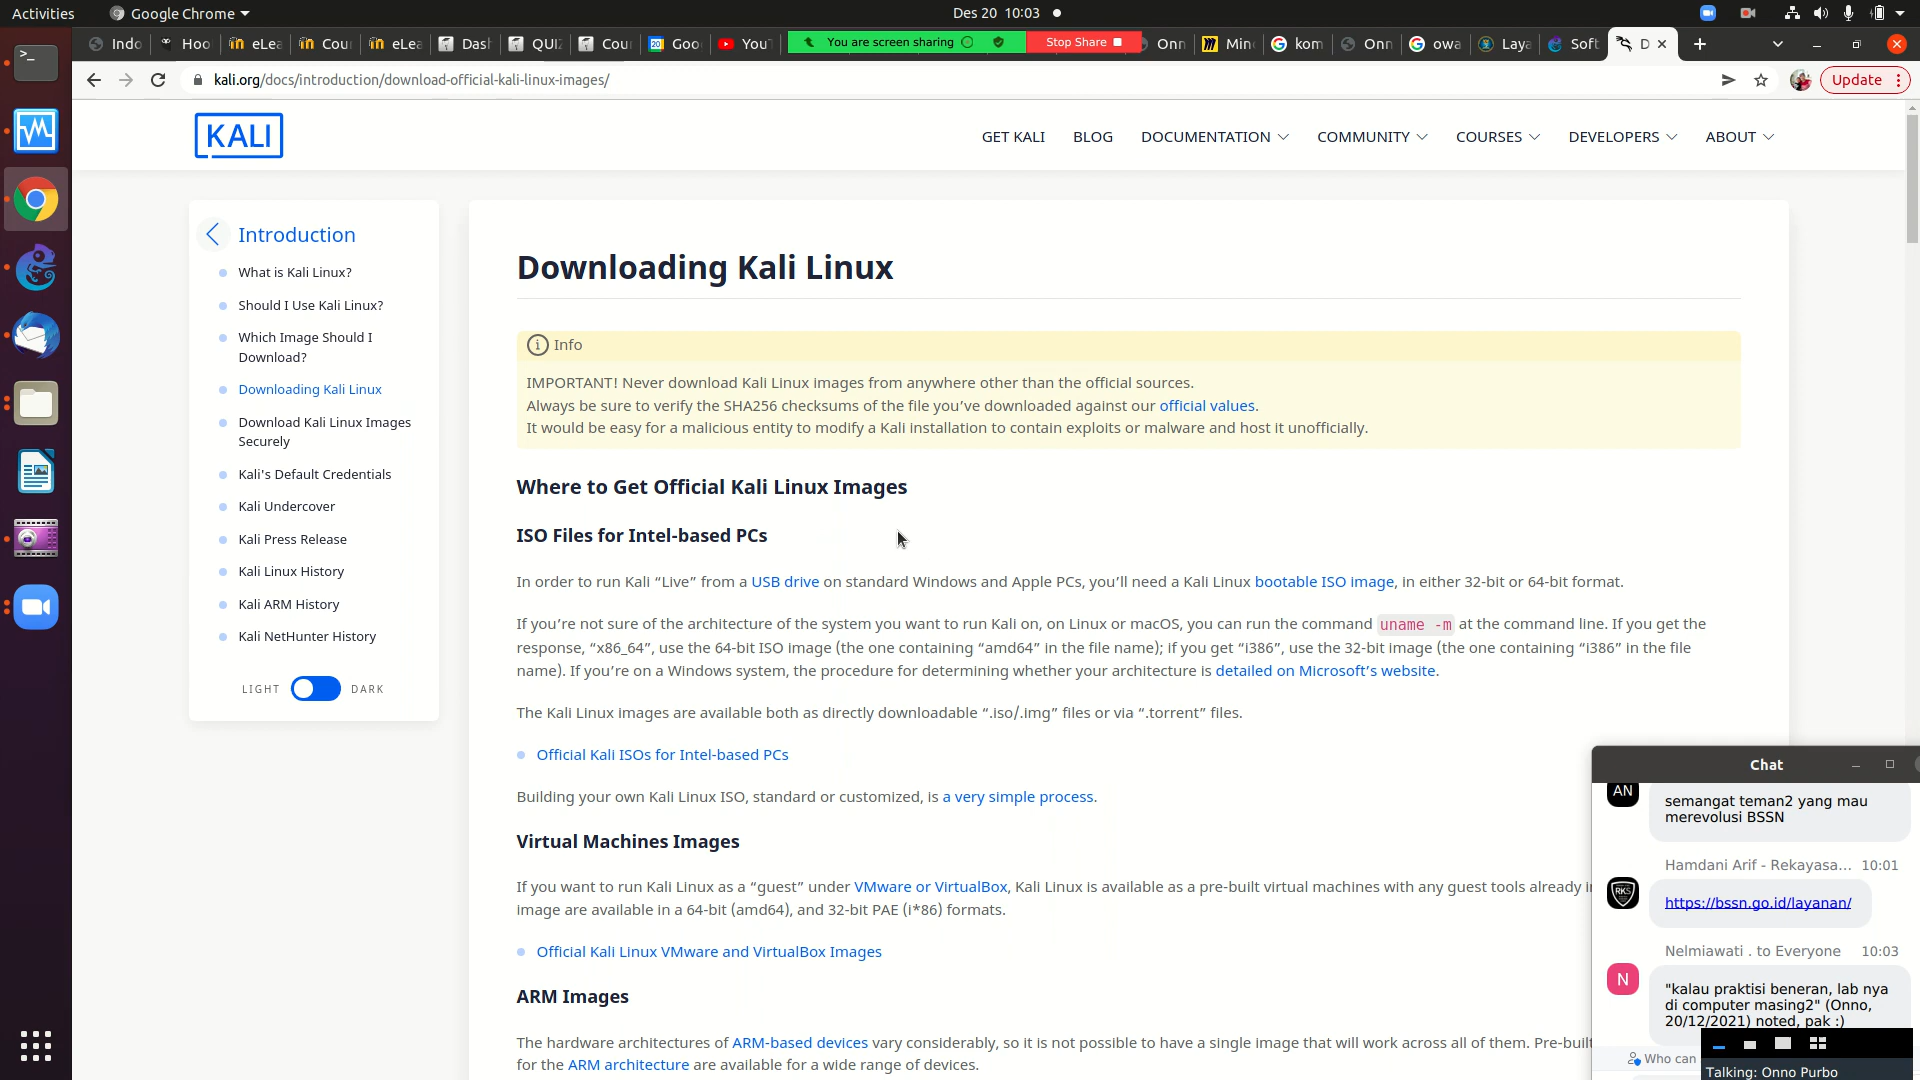 Activities
Google Chrome
Des 20 10:03
Indo
Hoo
eLea
Cour
eLea
Dash
QUIZ
Cour
Goo
YouT
You are screen sharing
Stop Share
Onn
Min
kom
Onn
owa
Laya
Soft
D
kali.org/docs/introduction/download-official-kali-linux-images/
Update
KALI
GET KALI
BLOG
DOCUMENTATION
COMMUNITY
COURSES
DEVELOPERS
ABOUT
Introduction
What is Kali Linux?
Should I Use Kali Linux?
Which Image Should I
Download?
Downloading Kali Linux
Download Kali Linux Images
Securely
Kali's Default Credentials
Kali Undercover
Kali Press Release
Kali Linux History
Kali ARM History
Kali NetHunter History
LIGHT
DARK
Downloading Kali Linux
Info
IMPORTANT! Never download Kali Linux images from anywhere other than the official sources.
Always be sure to verify the SHA256 checksums of the file you’ve downloaded against our official values.
It would be easy for a malicious entity to modify a Kali installation to contain exploits or malware and host it unofficially.
Where to Get Official Kali Linux Images
ISO Files for Intel-based PCs
In order to run Kali “Live” from a USB drive on standard Windows and Apple PCs, you’ll need a Kali Linux bootable ISO image, in either 32-bit or 64-bit format.
If you’re not sure of the architecture of the system you want to run Kali on, on Linux or macOS, you can run the command uname -m at the command line. If you get the
response, “x86_64”, use the 64-bit ISO image (the one containing “amd64” in the file name); if you get “i386”, use the 32-bit image (the one containing “i386” in the file
name). If you’re on a Windows system, the procedure for determining whether your architecture is detailed on Microsoft’s website.
The Kali Linux images are available both as directly downloadable “.iso/.img” files or via “.torrent” files.
Official Kali ISOs for Intel-based PCs
Building your own Kali Linux ISO, standard or customized, is a very simple process.
Virtual Machines Images
If you want to run Kali Linux as a “guest” under VMware or VirtualBox, Kali Linux is available as a pre-built virtual machines with any guest tools already in
image are available in a 64-bit (amd64), and 32-bit PAE (i*86) formats.
Official Kali Linux VMware and VirtualBox Images
ARM Images
The hardware architectures of ARM-based devices vary considerably, so it is not possible to have a single image that will work across all of them. Pre-built
for the ARM architecture are available for a wide range of devices.
Chat
AN
semangat teman2 yang mau
merevolusi BSSN
Hamdani Arif - Rekayasa... 10:01
RKS
https://bssn.go.id/layanan/
Nelmiawati . to Everyone 10:03
N
"kalau praktisi beneran, lab nya
di computer masing2" (Onno,
20/12/2021) noted, pak :)
Who can
Talking: Onno Purbo